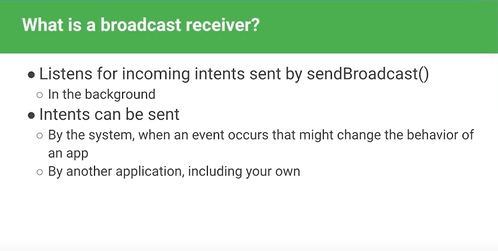 What is a broadcast receiver?
● Listens for incoming intents sent by sendBroadcast()
○ In the background
● Intents can be sent
○ By the system, when an event occurs that might change the behavior of
an app
○ By another application, including your own